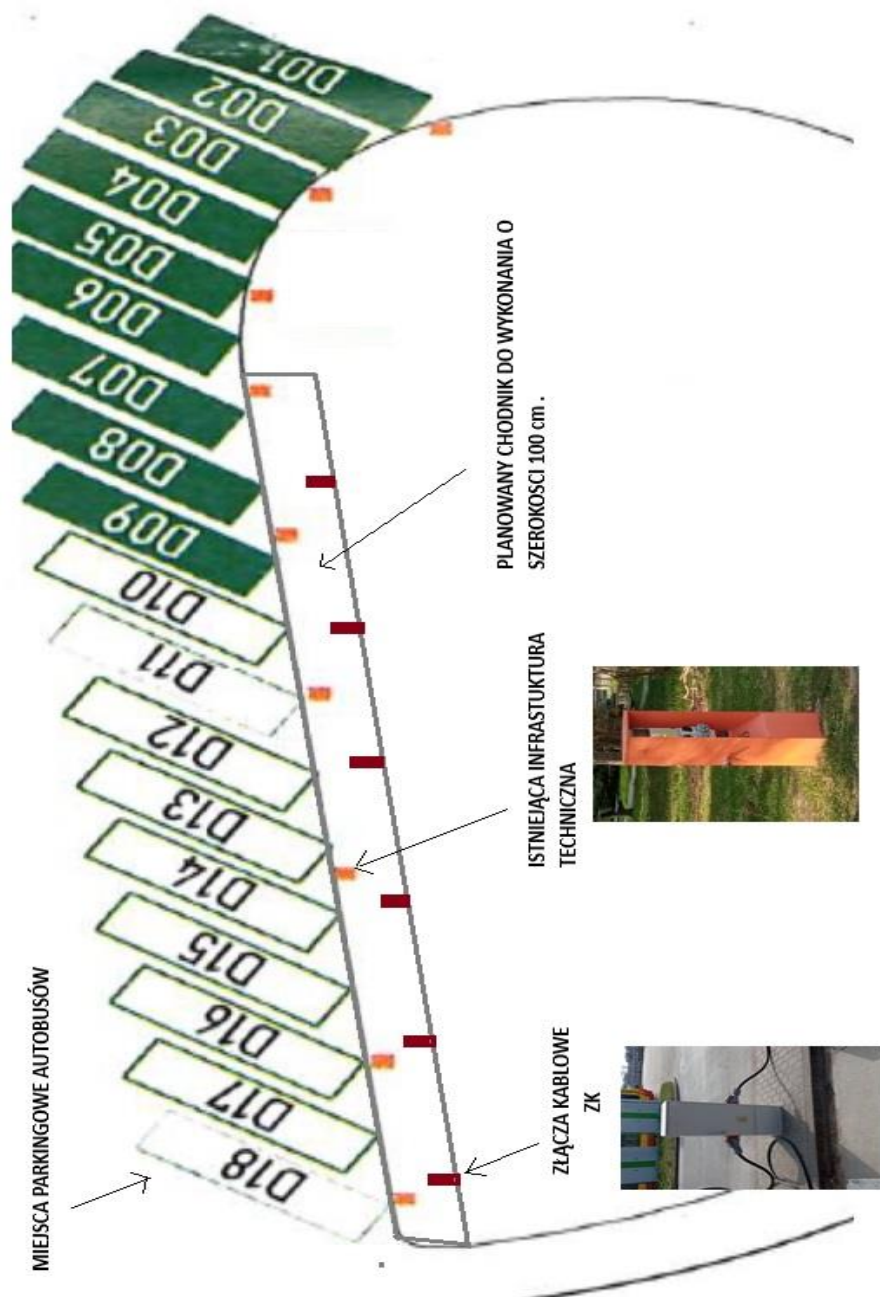 D01
D02
D03
D04
D05
D06
D07
D08
D09
D10
D11
D12
D13
D14
D15
D16
D17
D18
MIEJSCA PARKINGOWE AUTOBUSÓW
PLANOWANY CHODNIK DO WYKONANIA O
SZEROKOSCI 100 cm .
ISTNIEJĄCA INFRASTUKTURA
TECHNICZNA
ZŁĄCZA KABLOWE
ZK